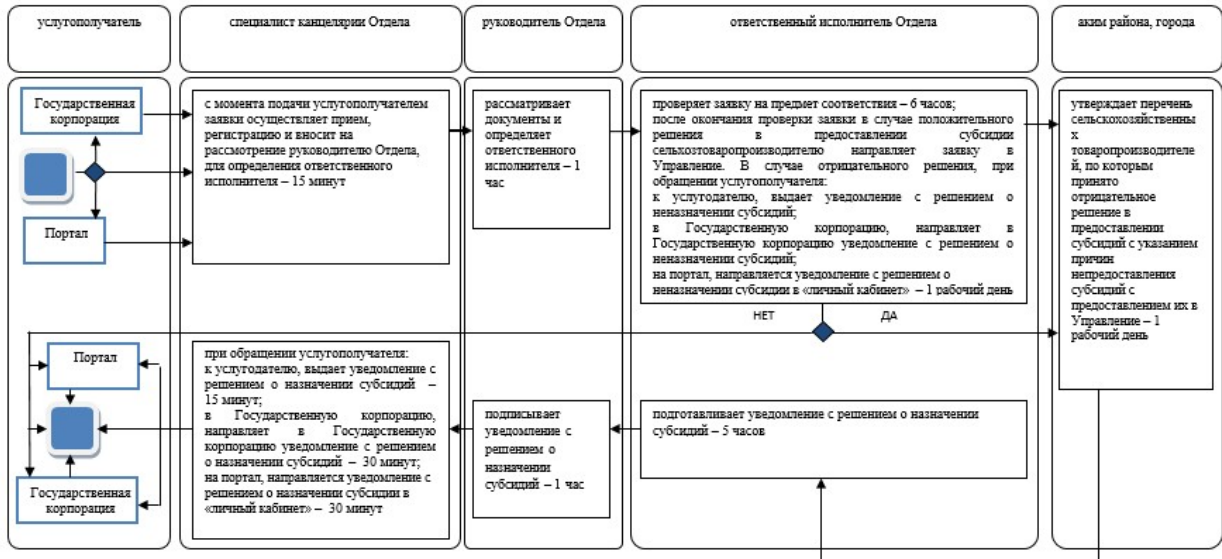 услугополучатель
специалист канцелярии Отдела
руководитель Отдела
ответственный исполнитель Отдела
аким района, города
Государственная
корпорация
Портал
с момента подачи услугополучателем
заявки осуществляет прием,
регистрацию и вносит на
рассмотрение руководителю Отдела,
для определения ответственного
исполнителя – 15 минут
рассматривает
документы и
определяет
ответственного
исполнителя – 1
час
проверяет заявку на предмет соответствия – 6 часов;
после окончания проверки заявки в случае положительного
решения в предоставлении субсидии
сельхозтоваропроизводителю направляет заявку в
Управление. В случае отрицательного решения, при
обращении услугополучателя:
к услугодателю, выдает уведомление с решением о
неназначении субсидий;
в Государственную корпорацию, направляет в
Государственную корпорацию уведомление с решением о
неназначении субсидий;
на портал, направляется уведомление с решением о
неназначении субсидии в «личный кабинет» – 1 рабочий день
утверждает перечень
сельскохозяйственны
х
товаропроизводителе
й, по которым
принято
отрицательное
решение в
предоставлении
субсидий с указанием
причин
непредоставления
субсидий с
предоставлением их в
Управление – 1
рабочий день
НЕТ
ДА
Портал
Государственная
корпорация
при обращении услугополучателя:
к услугодателю, выдает уведомление с
решением о назначении субсидий –
15 минут;
в Государственную корпорацию,
направляет в Государственную
корпорацию уведомление с решением
о назначении субсидий – 30 минут;
на портал, направляется уведомление с
решением о назначении субсидии в
«личный кабинет» – 30 минут
подписывает
уведомление с
решением о
назначении
субсидий – 1 час
подготавливает уведомление с решением о назначении
субсидий – 5 часов